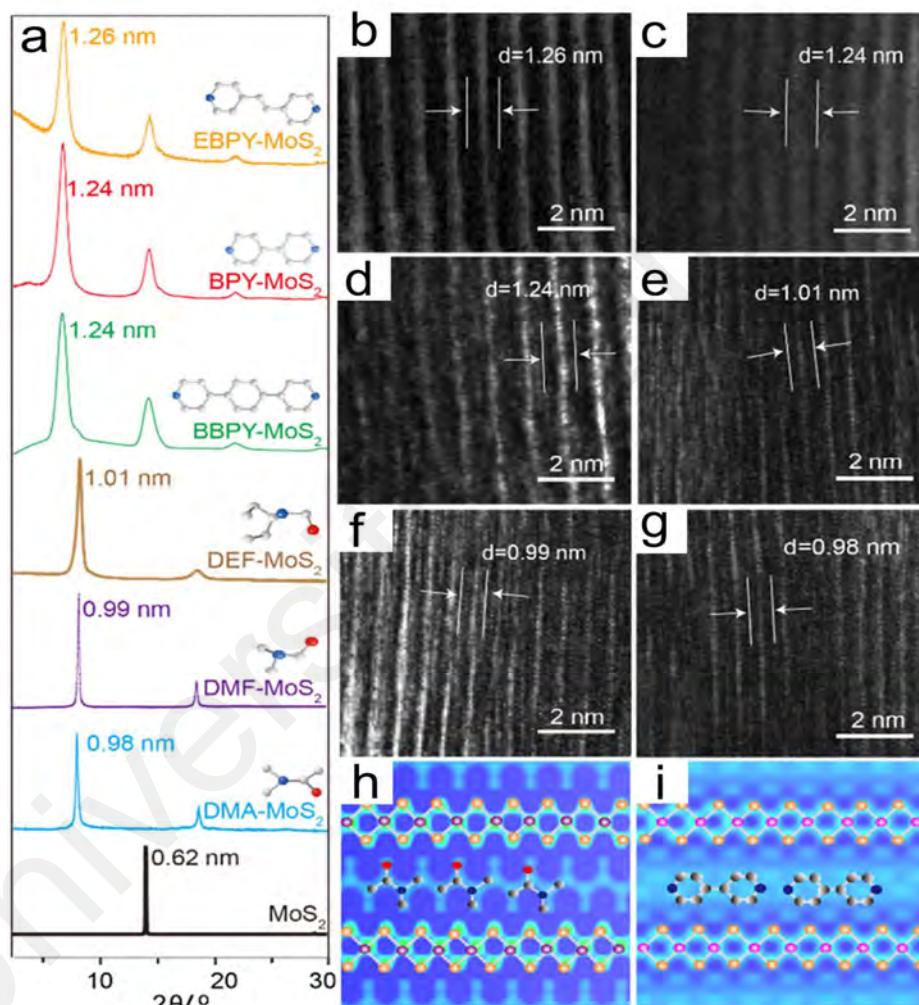 a
1.26 nm
EBPY-MoS₂
1.24 nm
BPY-MoS₂
1.24 nm
BBPY-MoS₂
1.01 nm
DEF-MoS₂
0.99 nm
DMF-MoS₂
0.98 nm
DMA-MoS₂
0.62 nm
MoS₂
10
20
30
2θ/°
b
d=1.26 nm
2 nm
c
d=1.24 nm
2 nm
d
d=1.24 nm
2 nm
e
d=1.01 nm
2 nm
f
d=0.99 nm
2 nm
g
d=0.98 nm
2 nm
h
i